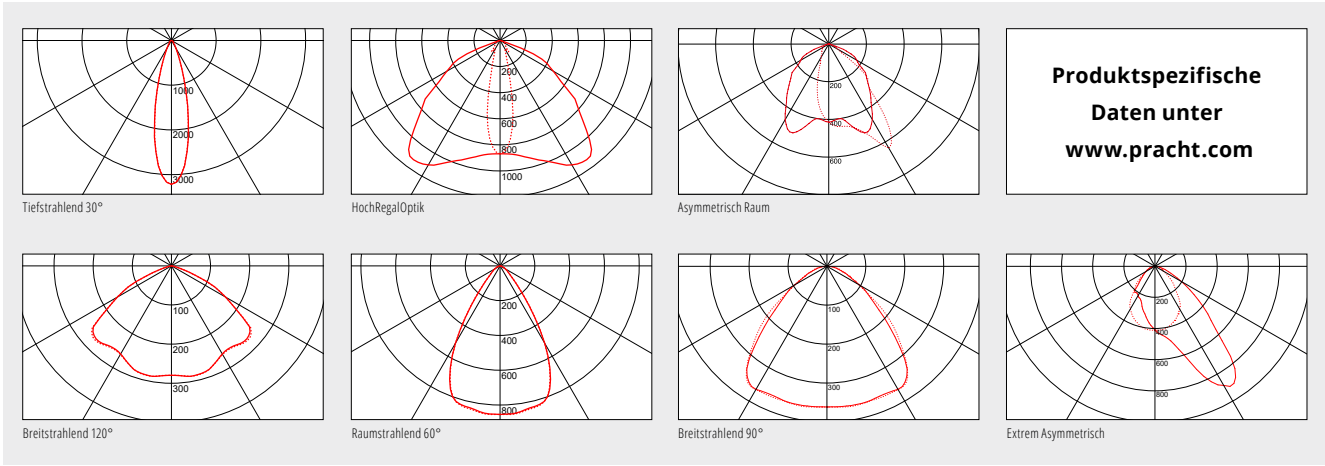 1000
2000
3000
Tiefstrahlend 30°
200
400
600
800
1000
HochRegalOptik
200
400
600
Asymmetrisch Raum
Produktspezifische
Daten unter
www.pracht.com
100
200
300
Breitstrahlend 120°
200
400
600
800
Raumstrahlend 60°
100
200
300
Breitstrahlend 90°
200
400
600
800
Extrem Asymmetrisch